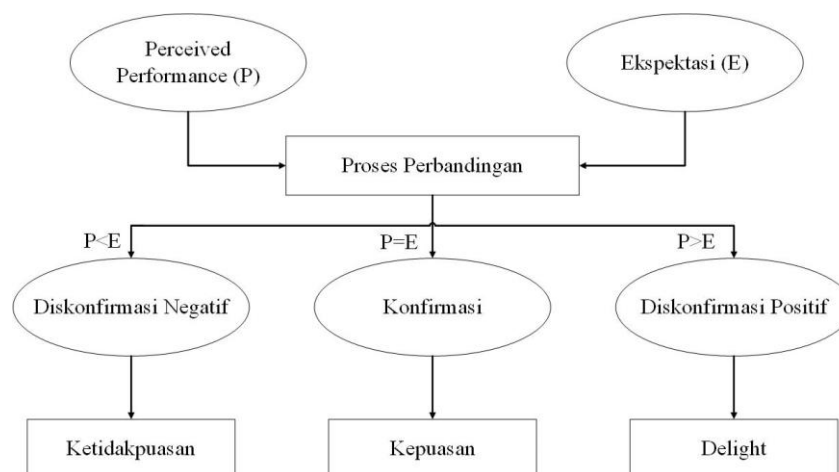 Perceived
Performance (P)
Ekspektasi (E)
Proses Perbandingan
P<E
P=E
P>E
Diskonfirmasi Negatif
Konfirmasi
Diskonfirmasi Positif
Ketidakpuasan
Kepuasan
Delight